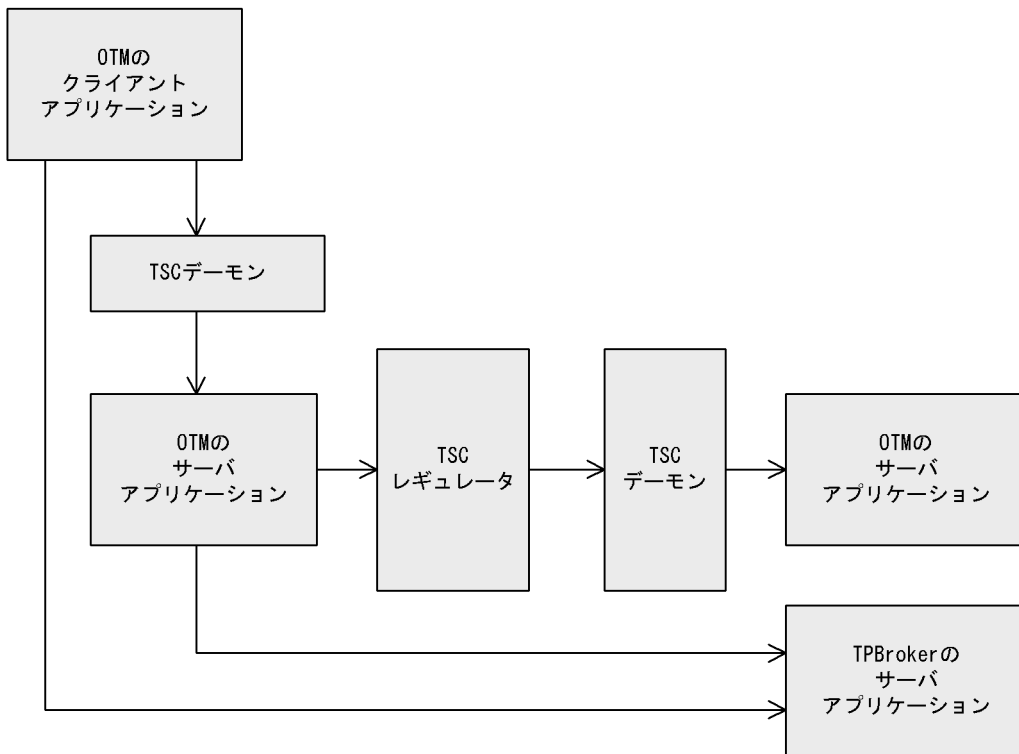 OTMの
クライアント
アプリケーション
TSCデーモン
OTMの
サーバ
アプリケーション
TSC
レギュレータ
TSC
デーモン
OTMの
サーバ
アプリケーション
TPBrokerの
サーバ
アプリケーション